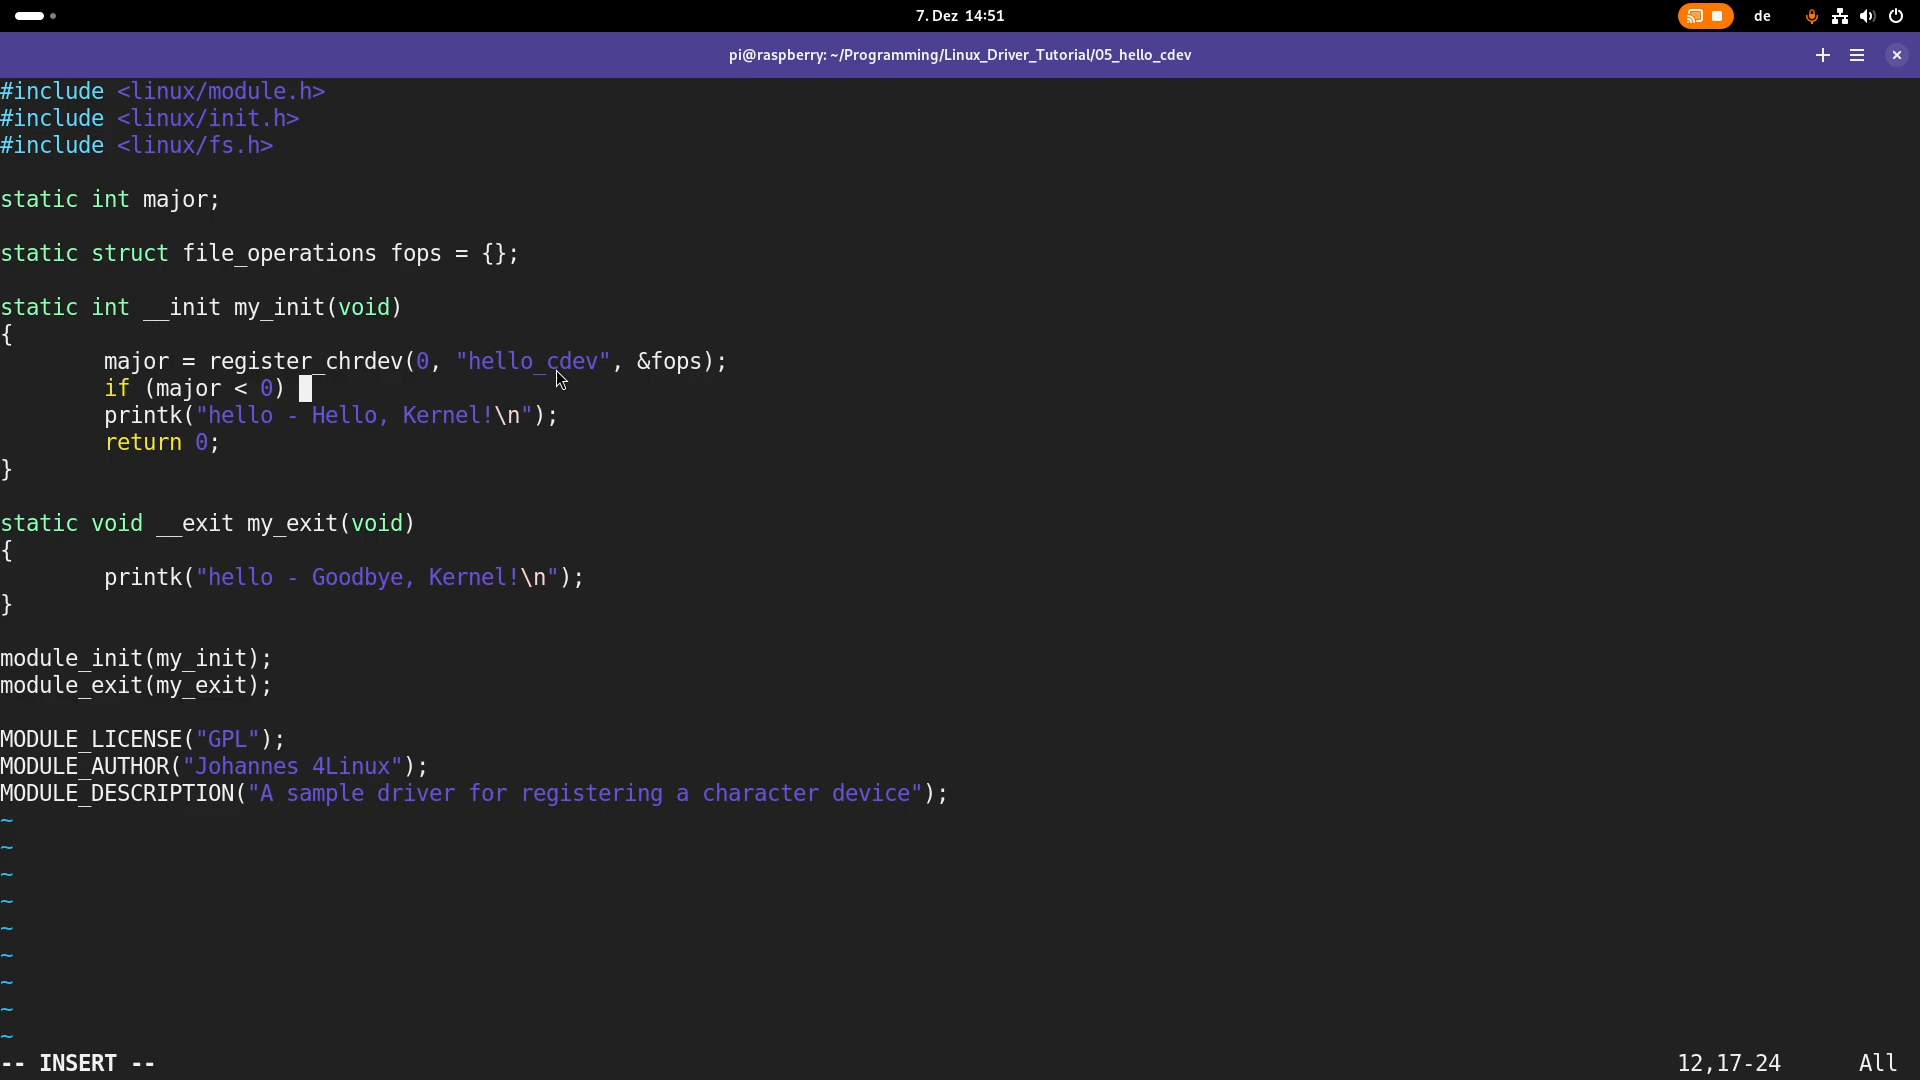 7. Dez 14:51
de
pi@raspberry: ~/Programming/Linux_Driver_Tutorial/05_hello_cdev
#include <linux/module.h>
#include <linux/init.h>
#include <linux/fs.h>
static int major;
static struct file_operations fops = {};
static int __init my_init(void)
{
        major = register_chrdev(0, "hello_cdev", &fops);
        if (major < 0)
        printk("hello - Hello, Kernel!\n");
        return 0;
}
static void __exit my_exit(void)
{
        printk("hello - Goodbye, Kernel!\n");
}
module_init(my_init);
module_exit(my_exit);
MODULE_LICENSE("GPL");
MODULE_AUTHOR("Johannes 4Linux");
MODULE_DESCRIPTION("A sample driver for registering a character device");
~
~
~
~
~
~
~
~
~
-- INSERT -- 12,17-24 All